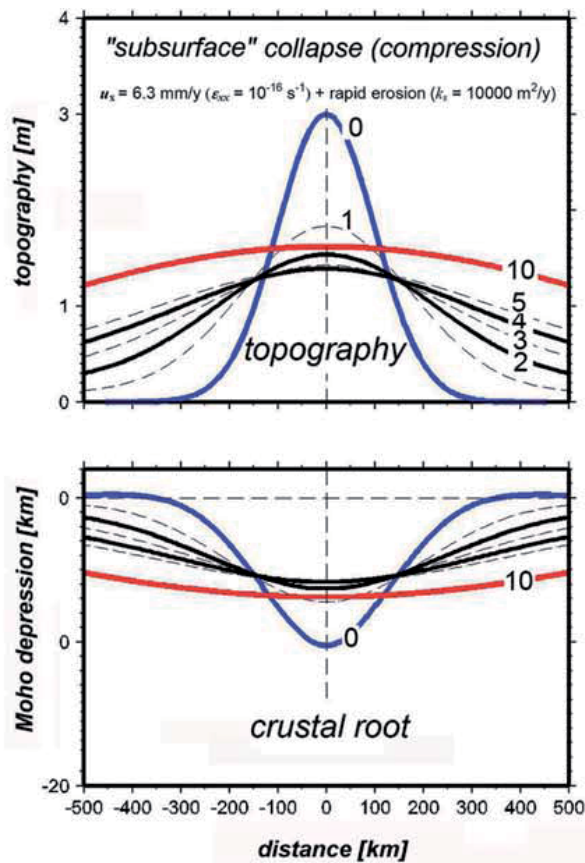 4
"subsurface" collapse (compression)
uₓ = 6.3 mm/y (εₓₓ = 10⁻¹⁶ s⁻¹) + rapid erosion (kₛ = 10000 m²/y)
3
0
topography [m]
1
10
5
1
4
3
topography
2
0
0
Moho depression [km]
10
0
0
crustal root
-20
-500 -400 -300 -200 -100 0 100 200 300 400 500
distance [km]